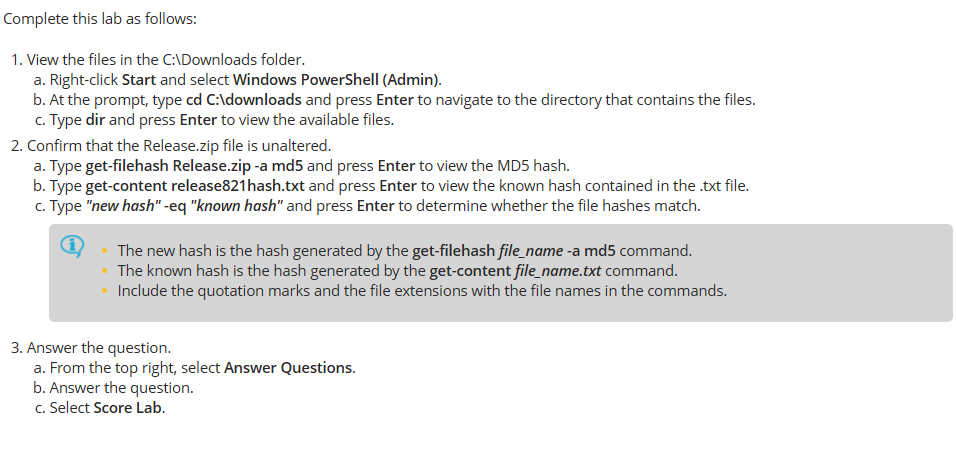 Complete this lab as follows:
1. View the files in the C:\Downloads folder.
a. Right-click Start and select Windows PowerShell (Admin).
b. At the prompt, type cd C:\downloads and press Enter to navigate to the directory that contains the files.
c. Type dir and press Enter to view the available files.
2. Confirm that the Release.zip file is unaltered.
a. Type get-filehash Release.zip -a md5 and press Enter to view the MD5 hash.
b. Type get-content release821hash.txt and press Enter to view the known hash contained in the .txt file.
c. Type "new hash" -eq "known hash" and press Enter to determine whether the file hashes match.
• The new hash is the hash generated by the get-filehash file_name -a md5 command.
• The known hash is the hash generated by the get-content file_name.txt command.
• Include the quotation marks and the file extensions with the file names in the commands.
3. Answer the question.
a. From the top right, select Answer Questions.
b. Answer the question.
c. Select Score Lab.